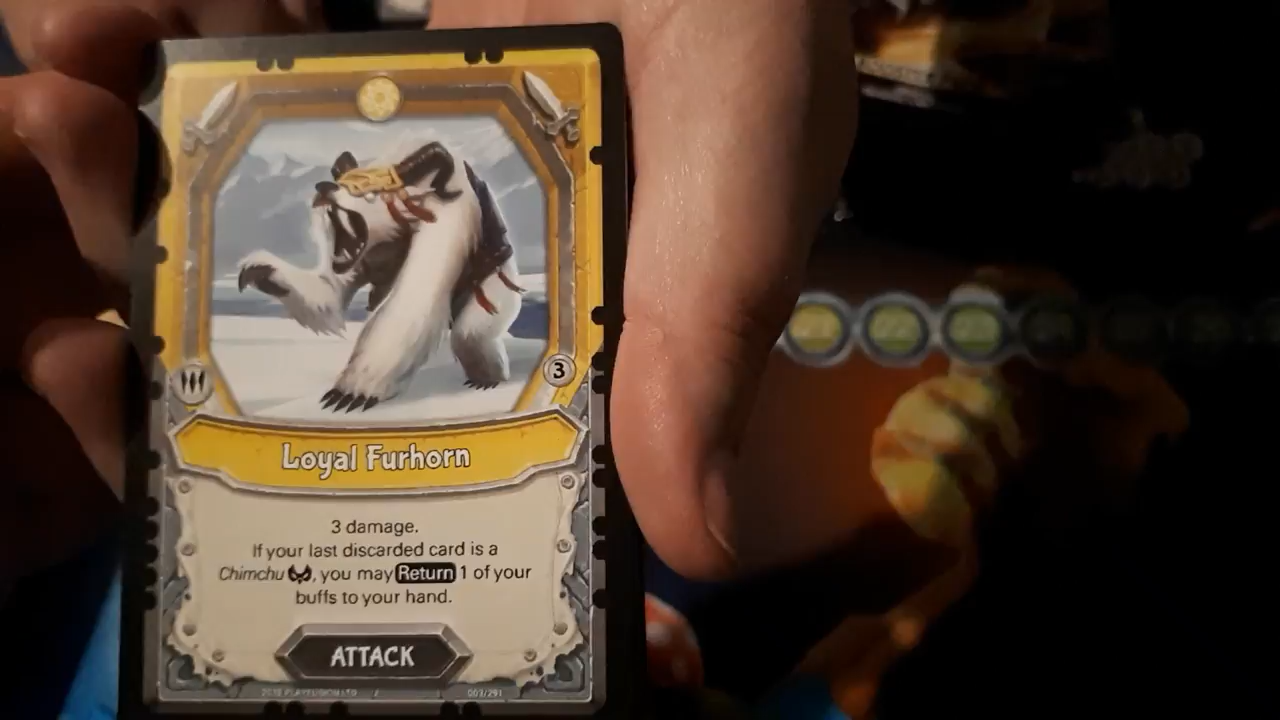 3
Loyal Furhorn
3 damage.
If your last discarded card is a
Chimchu, you may Return 1 of your
buffs to your hand.
ATTACK